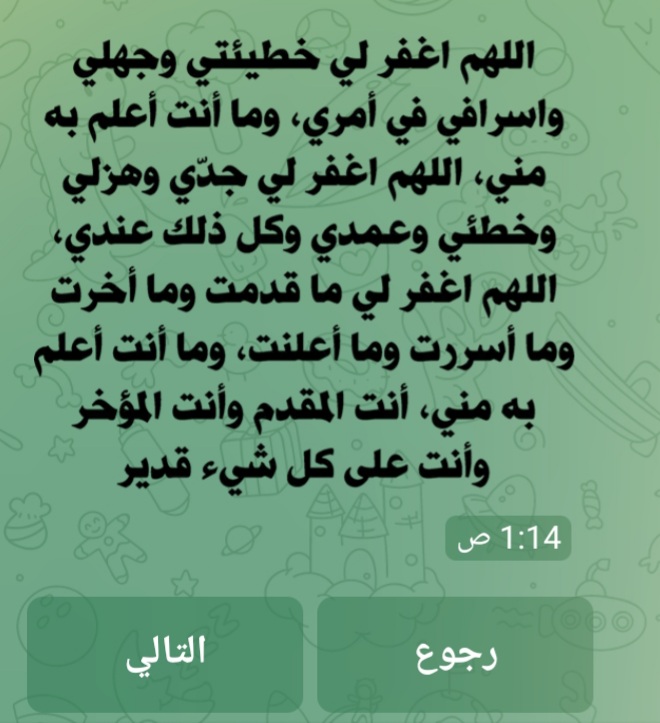 اللهم اغفر لي خطيئتي وجهلي
واسرافي في أمري، وما أنت أعلم به
مني، اللهم اغفر لي جدّي وهزلي
وخطئي وعمدي وكل ذلك عندي،
اللهم اغفر لي ما قدمت وما أخرت
وما أسررت وما أعلنت، وما أنت أعلم
به مني، أنت المقدم وأنت المؤخر
وأنت على كل شيء قدير
1:14 ص
رجوع
التالي